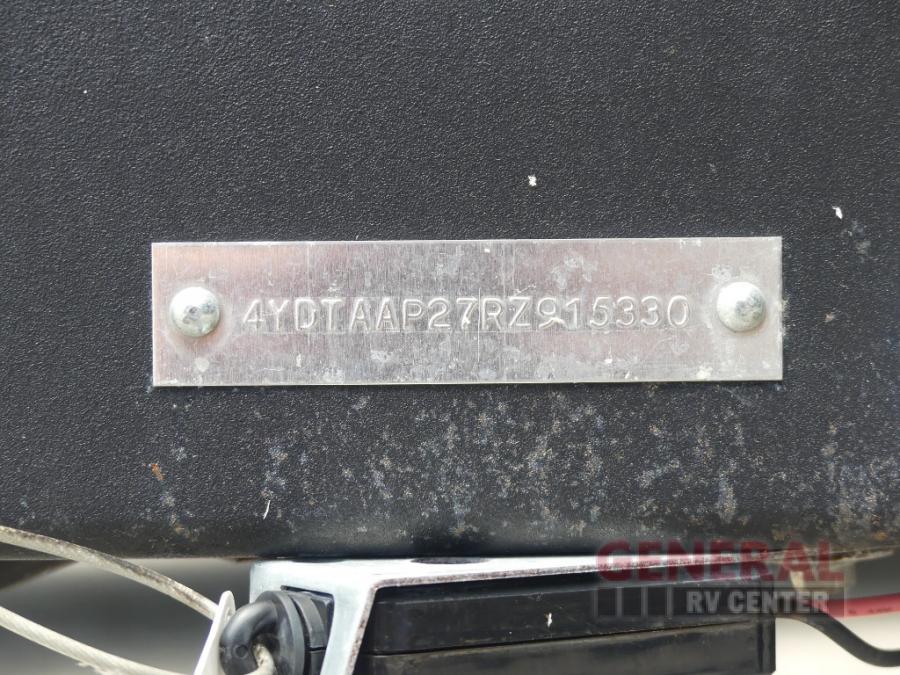 4YDTAAP27RZ915330
GENERAL
RV CENTER